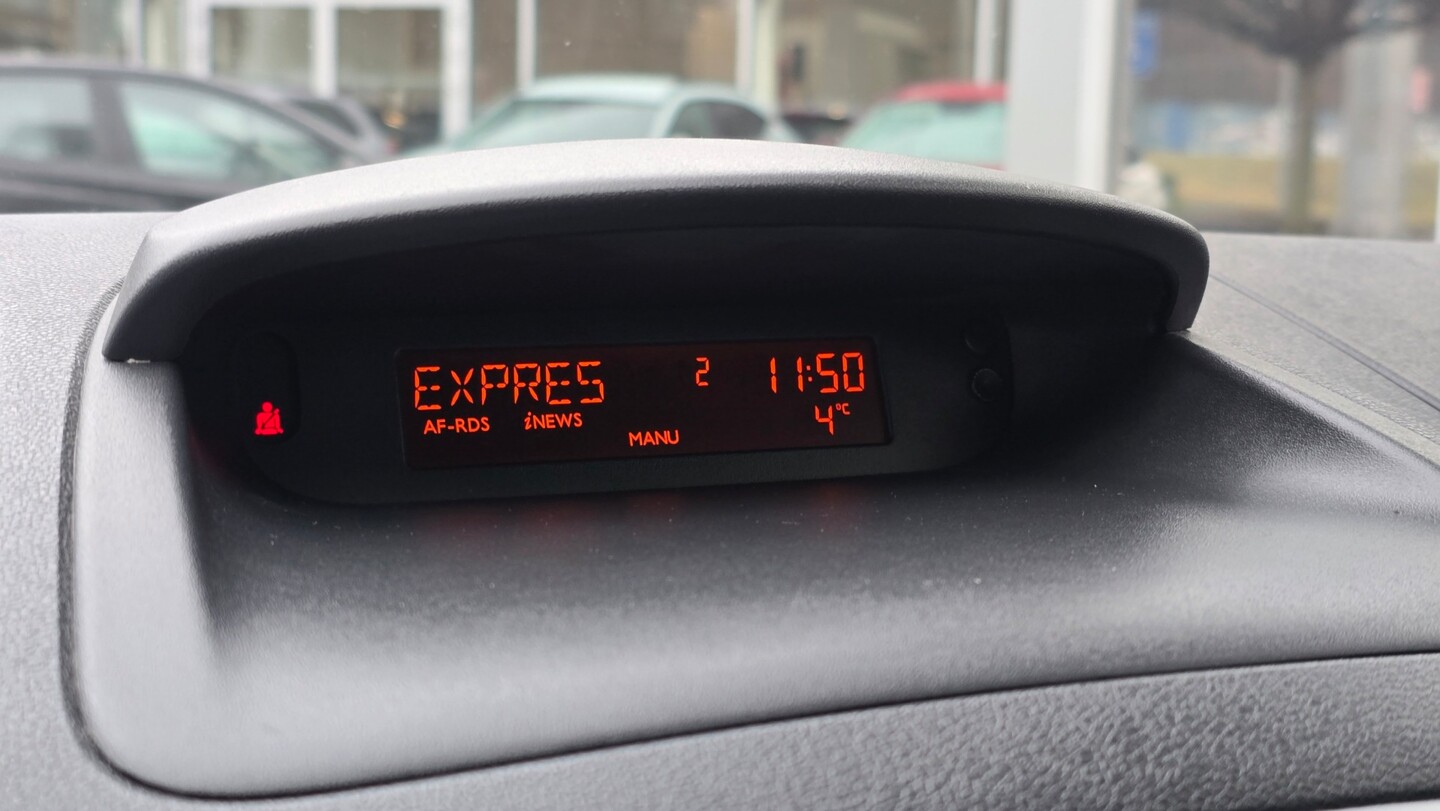 EXPRES 2 11:50
AF-RDS iNEWS 4°C
MANU